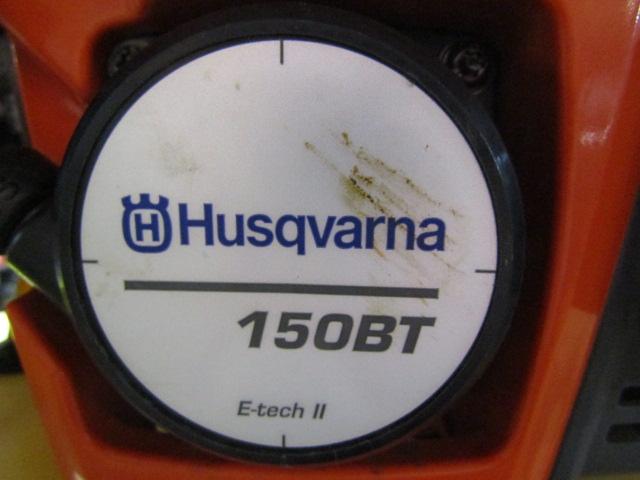 H Husqvarna
150BT
E-tech II